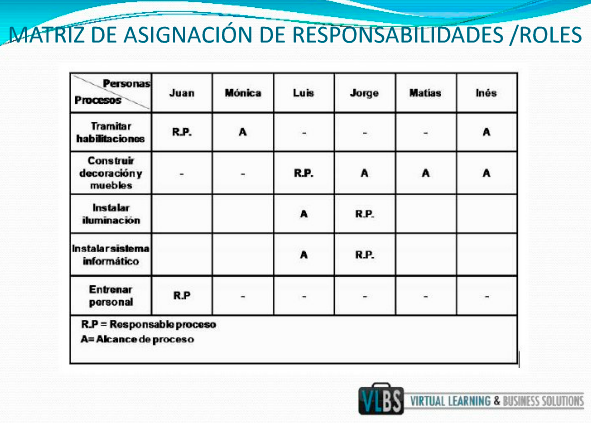 MATRIZ DE ASIGNACIÓN DE RESPONSABILIDADES /ROLES
Personas
Procesos
Juan Mónica Luis Jorge Matías Inés
Tramitar
habilitaciones
R.P. A - - - A
Construir
decoración y
muebles
- - R.P. A A A
Instalar
iluminación
A R.P.
Instalar sistema
informático
A R.P.
Entrenar
personal
R.P - - - - -
R.P = Responsable proceso
A= Alcance de proceso
VLBS VIRTUAL LEARNING & BUSINESS SOLUTIONS